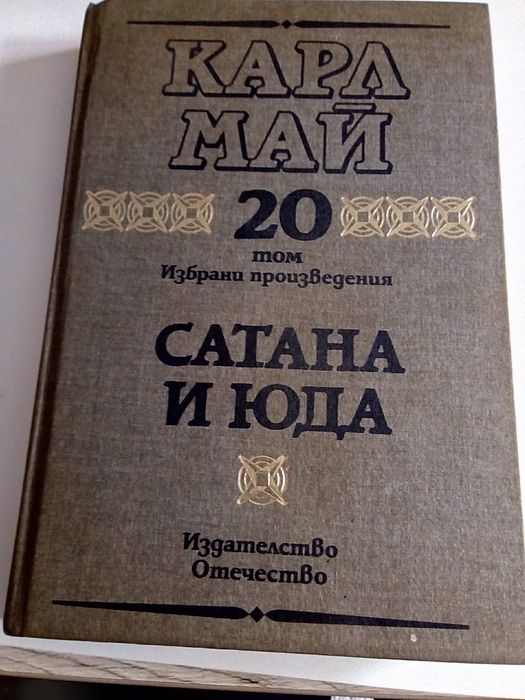 КАРЛ
МАЙ
20
том
Избрани произведения
САТАНА
И ЮДА
Издателство
Отечество